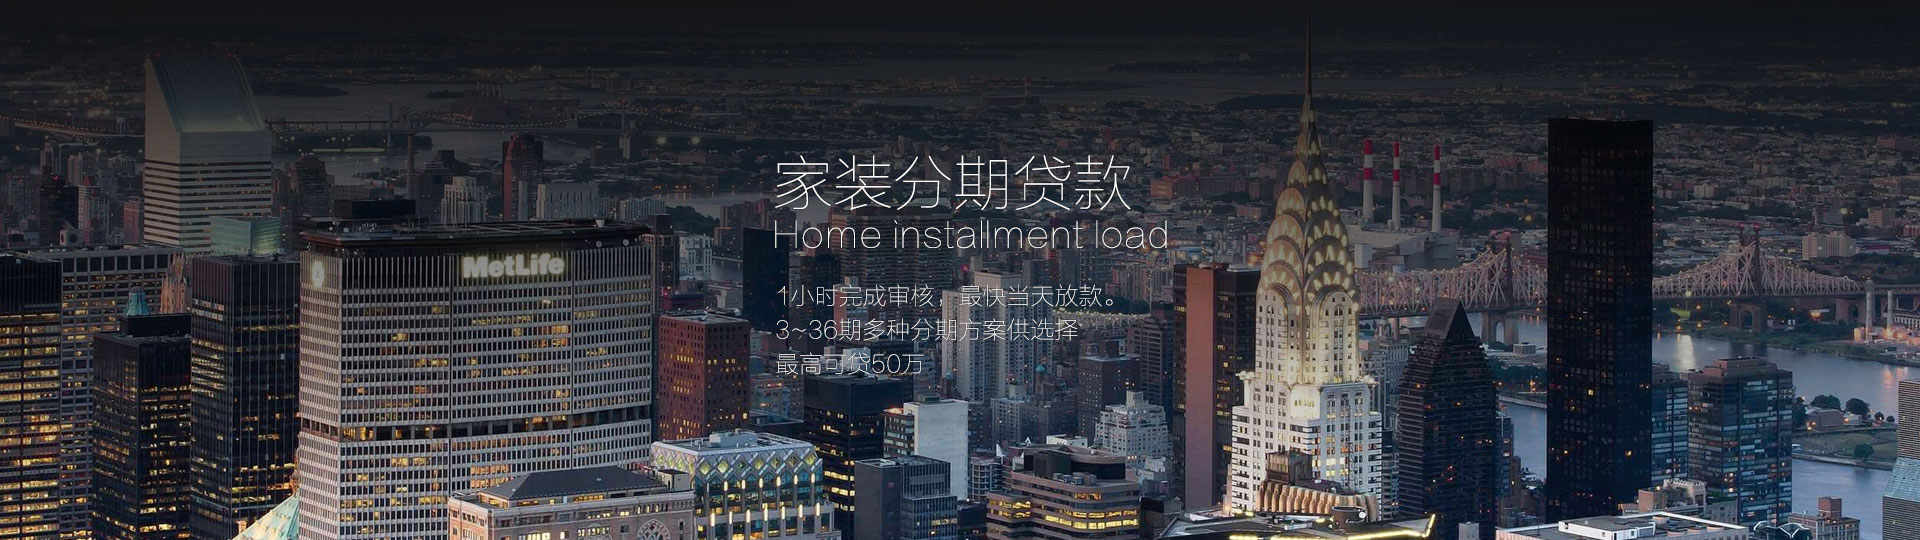 家装分期贷款
Home installment load
MetLife
1小时完成审核，最快当天放款。
3~36期多种分期方案供选择
最高可贷50万